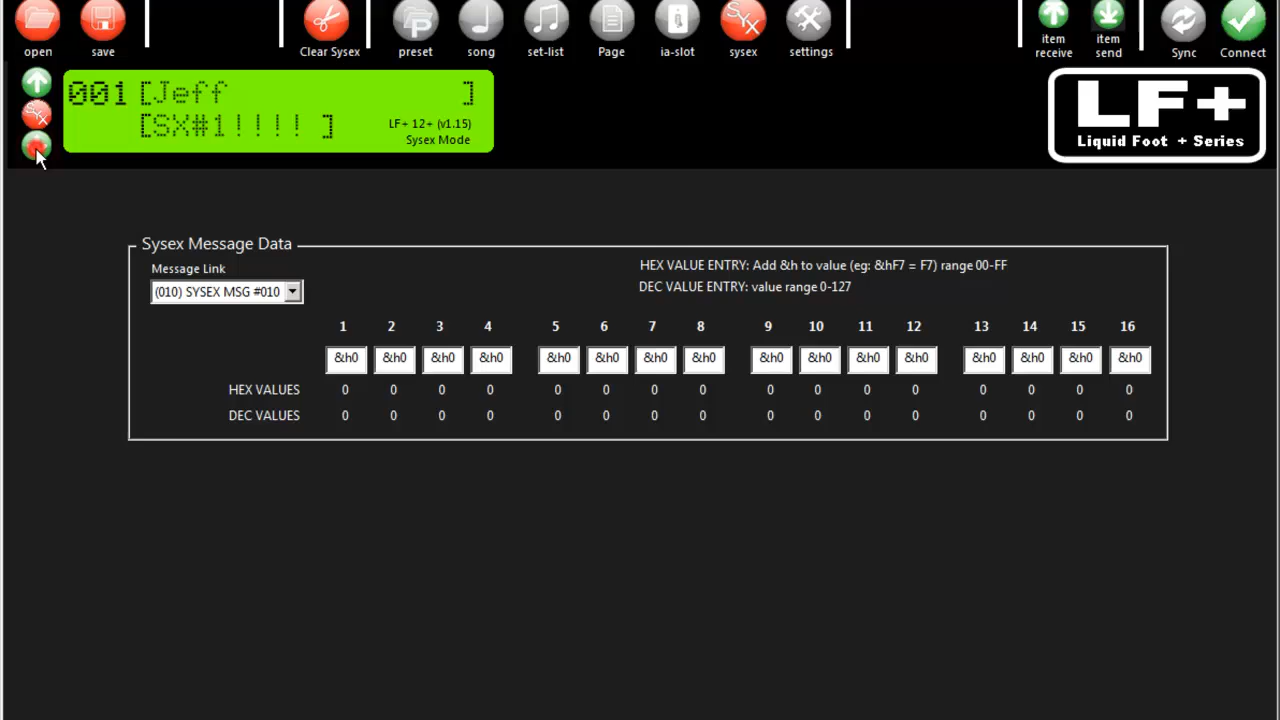 open save Clear Sysex preset song set-list Page ia-slot sysex settings item receive item send Sync Connect
P
SYX
SYX
001 [Jeff ]
[SX#1!!!! ] LF+ 12+ (v1.15)
Sysex Mode
LF+
Liquid Foot + Series
Sysex Message Data
Message Link
(010) SYSEX MSG #010
HEX VALUE ENTRY: Add &h to value (eg: &hF7 = F7) range 00-FF
DEC VALUE ENTRY: value range 0-127
1 2 3 4 5 6 7 8 9 10 11 12 13 14 15 16
&h0 &h0 &h0 &h0 &h0 &h0 &h0 &h0 &h0 &h0 &h0 &h0 &h0 &h0 &h0 &h0
HEX VALUES 0 0 0 0 0 0 0 0 0 0 0 0 0 0 0 0
DEC VALUES 0 0 0 0 0 0 0 0 0 0 0 0 0 0 0 0